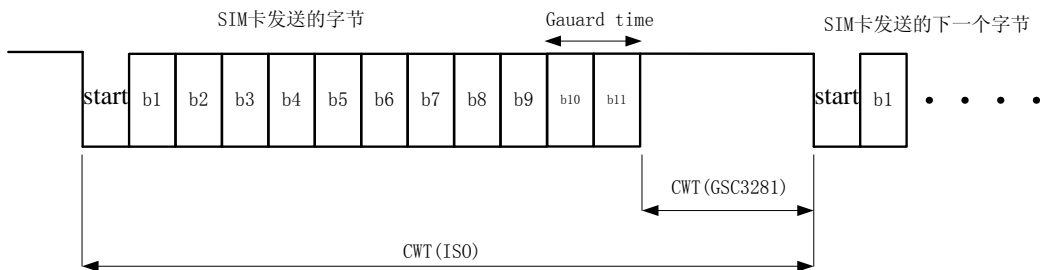 SIM卡发送的字节
Gauard time
SIM卡发送的下一个字节
start b1 b2 b3 b4 b5 b6 b7 b8 b9 b10 b11 start b1
CWT(GSC3281)
CWT(ISO)